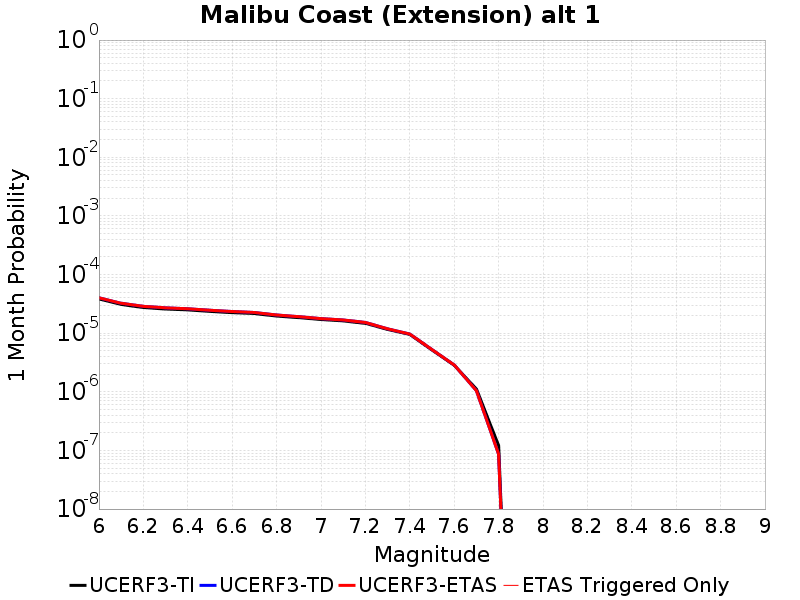 Malibu Coast (Extension) alt 1
1 Month Probability
10^0
10^-1
10^-2
10^-3
10^-4
10^-5
10^-6
10^-7
10^-8
6 6.2 6.4 6.6 6.8 7 7.2 7.4 7.6 7.8 8 8.2 8.4 8.6 8.8 9
Magnitude
UCERF3-TI UCERF3-TD UCERF3-ETAS ETAS Triggered Only